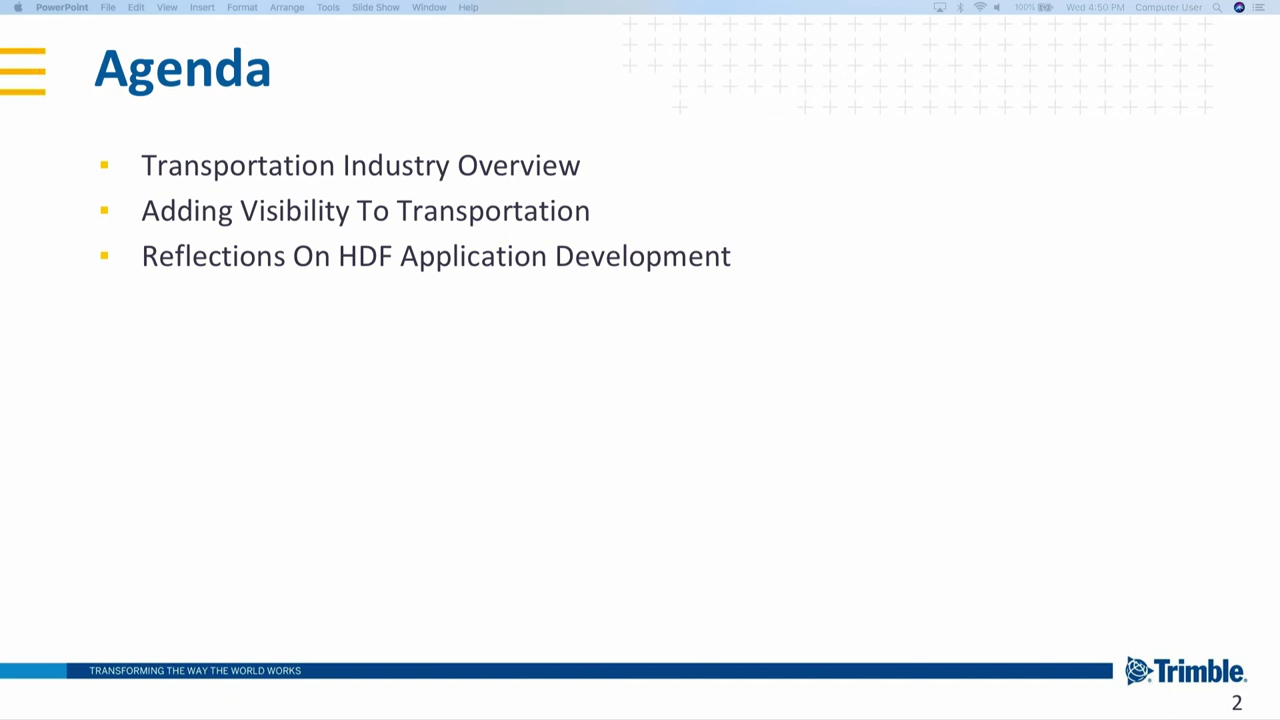 PowerPoint File Edit View Insert Format Arrange Tools Slide Show Window Help 100% Wed 4:50 PM Computer User
Agenda
Transportation Industry Overview
Adding Visibility To Transportation
Reflections On HDF Application Development
TRANSFORMING THE WAY THE WORLD WORKS
Trimble
2